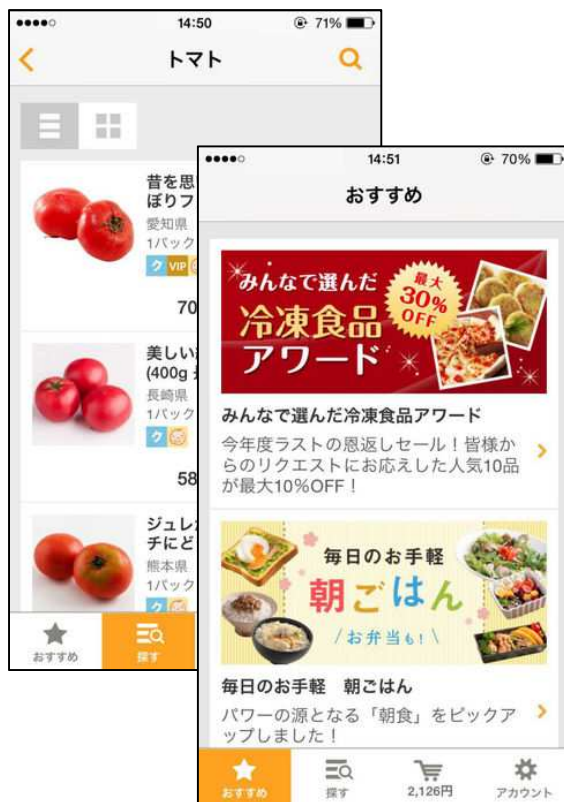 14:50
71%
トマト
昔を思
ぼりフ
愛知県
1パック
ク VIP
70
美しい
(400g
長崎県
1パック
ク
58
ジュレ
チにど
熊本県
1パック
ク
おすすめ
探す
14:51
70%
おすすめ
みんなで選んだ
冷凍食品
アワード
最大
30%
OFF
みんなで選んだ冷凍食品アワード
今年度ラストの恩返しセール！皆様か
らのリクエストにお応えした人気10品
が最大10％OFF！
毎日のお手軽
朝ごはん
/お弁当も!\
毎日のお手軽　朝ごはん
パワーの源となる「朝食」をピックア
ップしました！
おすすめ
探す
2,126円
アカウント